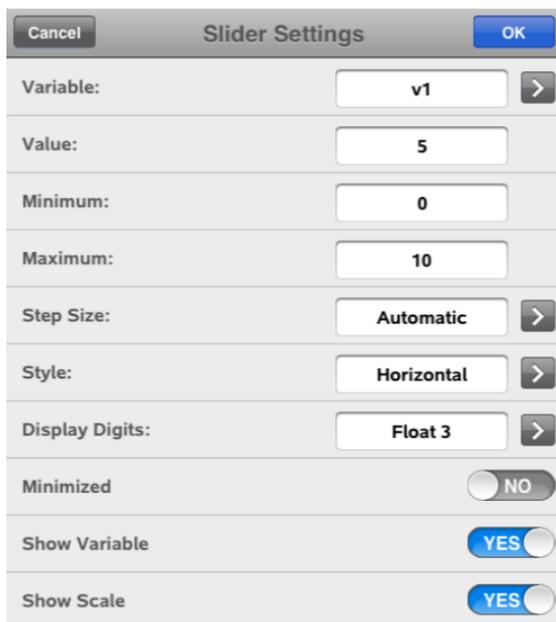 Cancel Slider Settings OK
Variable: v1 >
Value: 5
Minimum: 0
Maximum: 10
Step Size: Automatic >
Style: Horizontal >
Display Digits: Float 3 >
Minimized NO
Show Variable YES
Show Scale YES